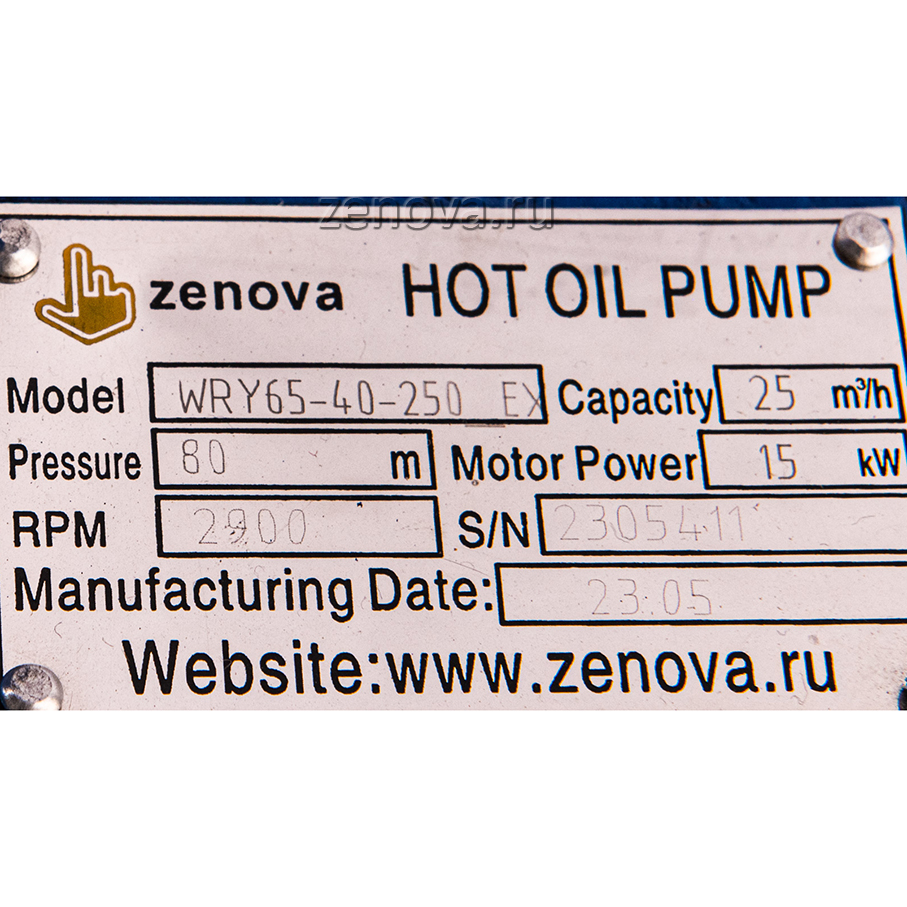 zenova.ru
zenova HOT OIL PUMP
Model WRY65-40-250 EX Capacity 25 m³/h
Pressure 80 m Motor Power 15 kW
RPM 2900 S/N 2305411
Manufacturing Date: 23.05
Website:www.zenova.ru